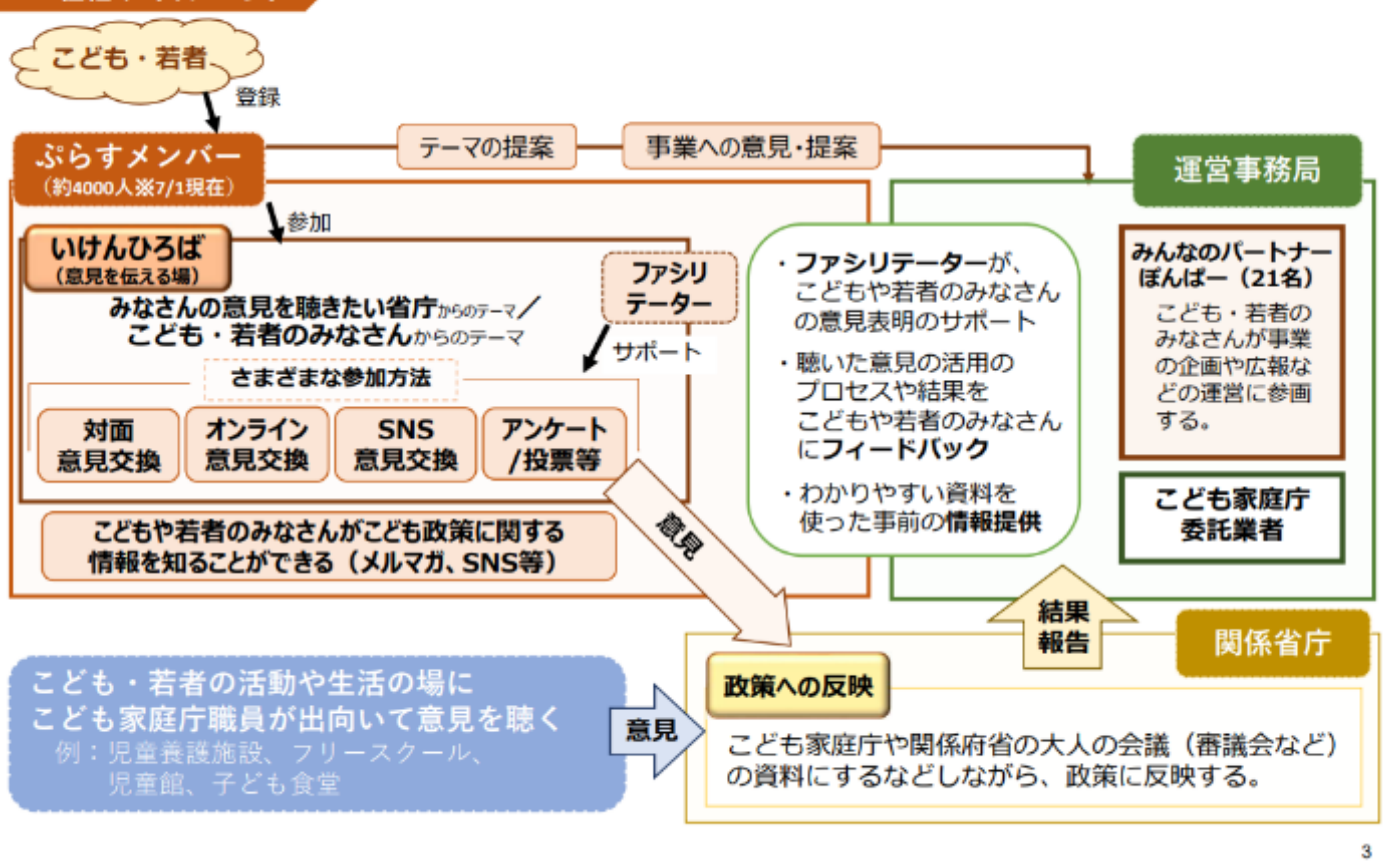 こども・若者
登録
ぷらすメンバー
（約4000人※7/1現在）
テーマの提案
事業への意見・提案
運営事務局
参加
いけんひろば
（意見を伝える場）
ファシリ
テーター
サポート
みなさんの意見を聴きたい省庁からのテーマ／
こども・若者のみなさんからのテーマ
さまざまな参加方法
対面
意見交換
オンライン
意見交換
SNS
意見交換
アンケート
/投票等
こどもや若者のみなさんがこども政策に関する
情報を知ることができる（メルマガ、SNS等）
・ファシリテーターが、
こどもや若者のみなさん
の意見表明のサポート
・聴いた意見の活用の
プロセスや結果を
こどもや若者のみなさん
にフィードバック
・わかりやすい資料を
使った事前の情報提供
みんなのパートナー
ぽんぱー（21名）
こども・若者の
みなさんが事業
の企画や広報な
どの運営に参画
する。
こども家庭庁
委託業者
意見
結果
報告
関係省庁
こども・若者の活動や生活の場に
こども家庭庁職員が出向いて意見を聴く
例：児童養護施設、フリースクール、
児童館、子ども食堂
意見
政策への反映
こども家庭庁や関係府省の大人の会議（審議会など）
の資料にするなどしながら、政策に反映する。
3